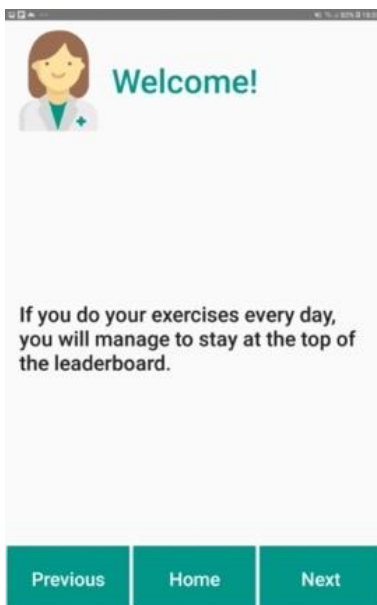 Welcome!
If you do your exercises every day,
you will manage to stay at the top of
the leaderboard.
Previous
Home
Next